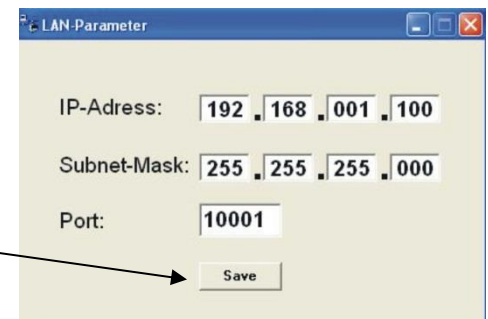 LAN-Parameter
IP-Adress: 192.168.001.100
Subnet-Mask: 255.255.255.000
Port: 10001
Save